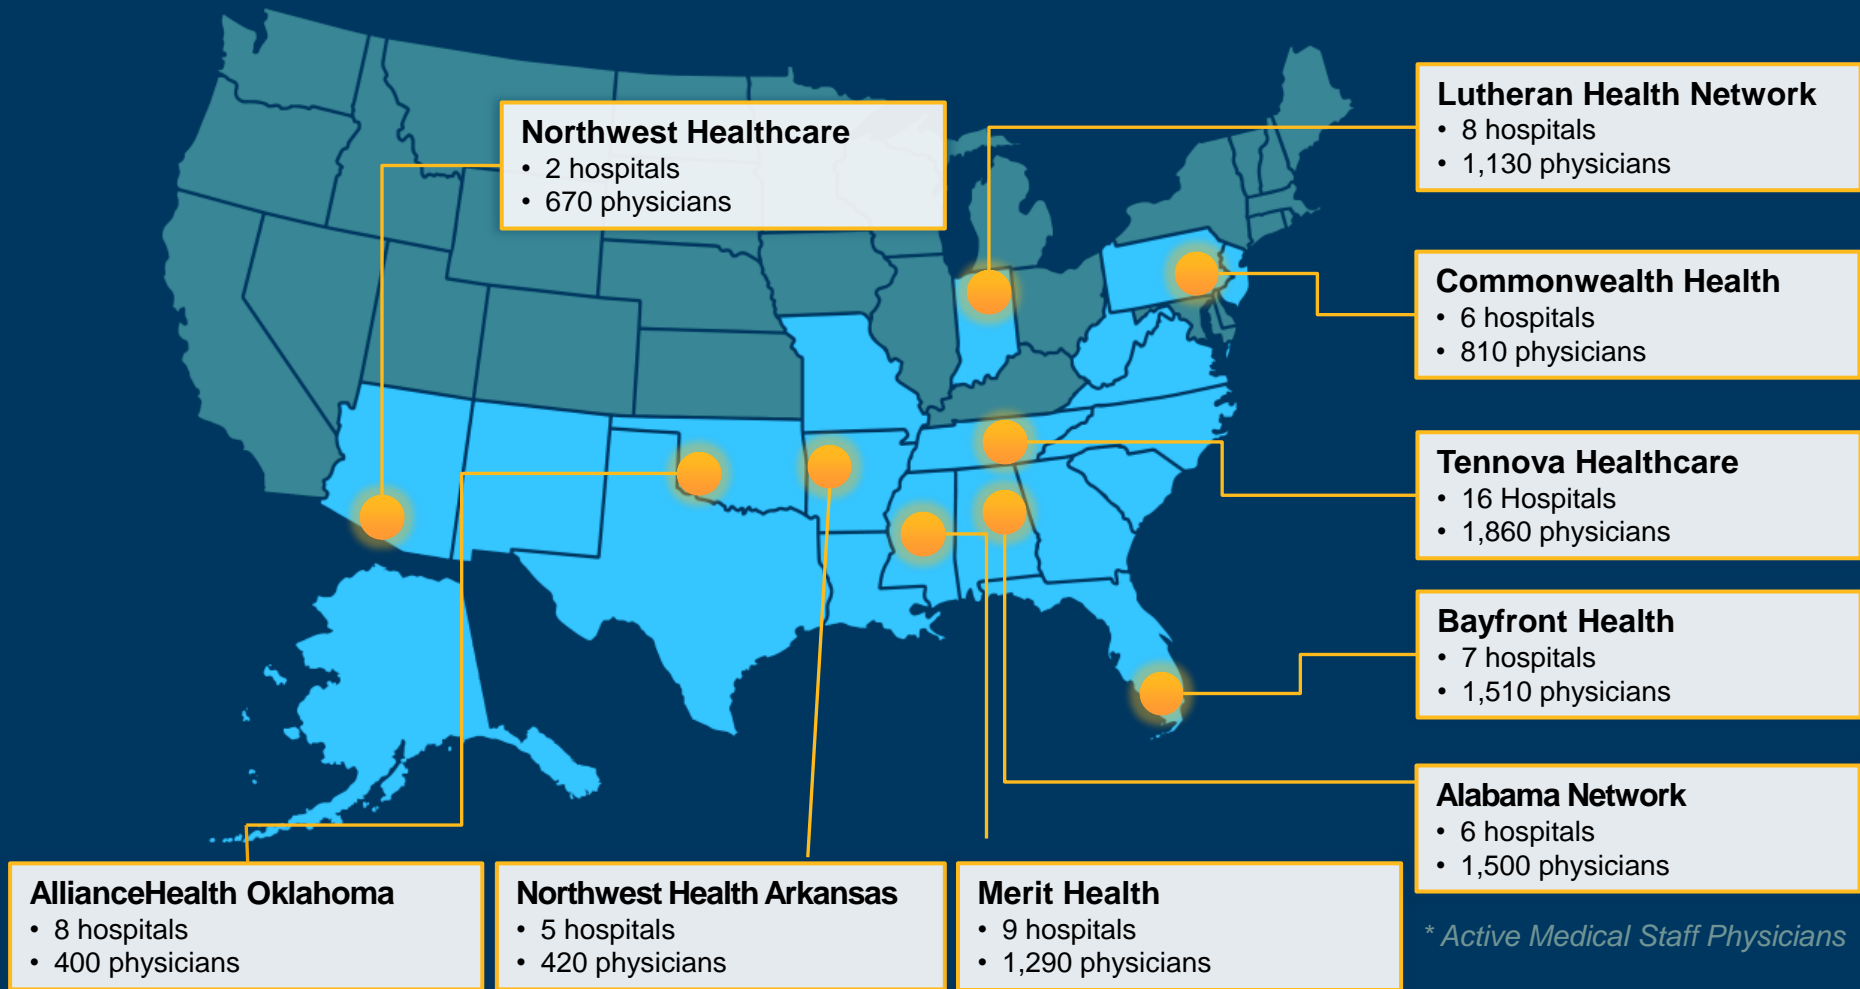 Northwest Healthcare
• 2 hospitals
• 670 physicians
Lutheran Health Network
• 8 hospitals
• 1,130 physicians
Commonwealth Health
• 6 hospitals
• 810 physicians
Tennova Healthcare
• 16 Hospitals
• 1,860 physicians
Bayfront Health
• 7 hospitals
• 1,510 physicians
Alabama Network
• 6 hospitals
• 1,500 physicians
AllianceHealth Oklahoma
• 8 hospitals
• 400 physicians
Northwest Health Arkansas
• 5 hospitals
• 420 physicians
Merit Health
• 9 hospitals
• 1,290 physicians
* Active Medical Staff Physicians